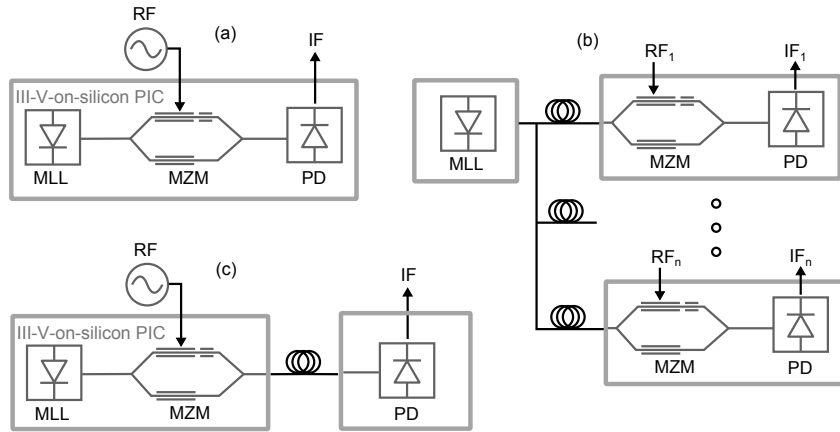 RF
(a)
IF
III-V-on-silicon PIC
MLL
MZM
PD
(b)
RF1
IF1
MLL
MZM
PD
RFn
IFn
MZM
PD
RF
(c)
IF
III-V-on-silicon PIC
MLL
MZM
PD